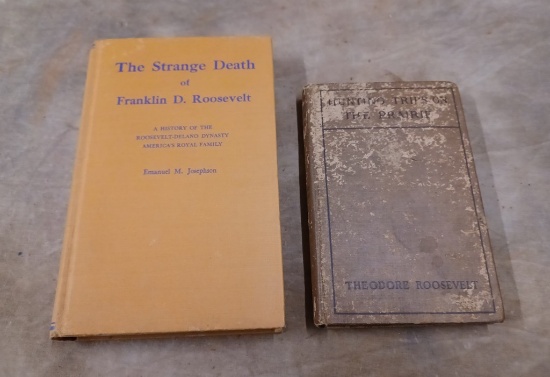 The Strange Death
of
Franklin D. Roosevelt
A HISTORY OF THE
ROOSEVELT-DELANO DYNASTY
AMERICA'S ROYAL FAMILY
Emanuel M. Josephson
HUNTING TRIPS ON
THE PRAIRIE
THEODORE ROOSEVELT